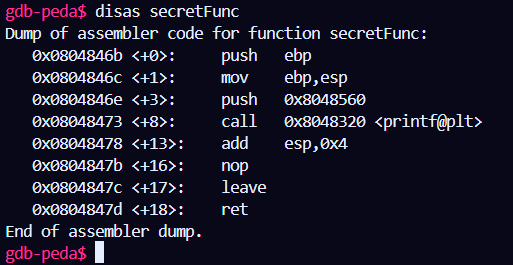 gdb-peda$ disas secretFunc
Dump of assembler code for function secretFunc:
0x0804846b <+0>: push ebp
0x0804846c <+1>: mov ebp,esp
0x0804846e <+3>: push 0x8048560
0x08048473 <+8>: call 0x8048320 <printf@plt>
0x08048478 <+13>: add esp,0x4
0x0804847b <+16>: nop
0x0804847c <+17>: leave
0x0804847d <+18>: ret
End of assembler dump.
gdb-peda$